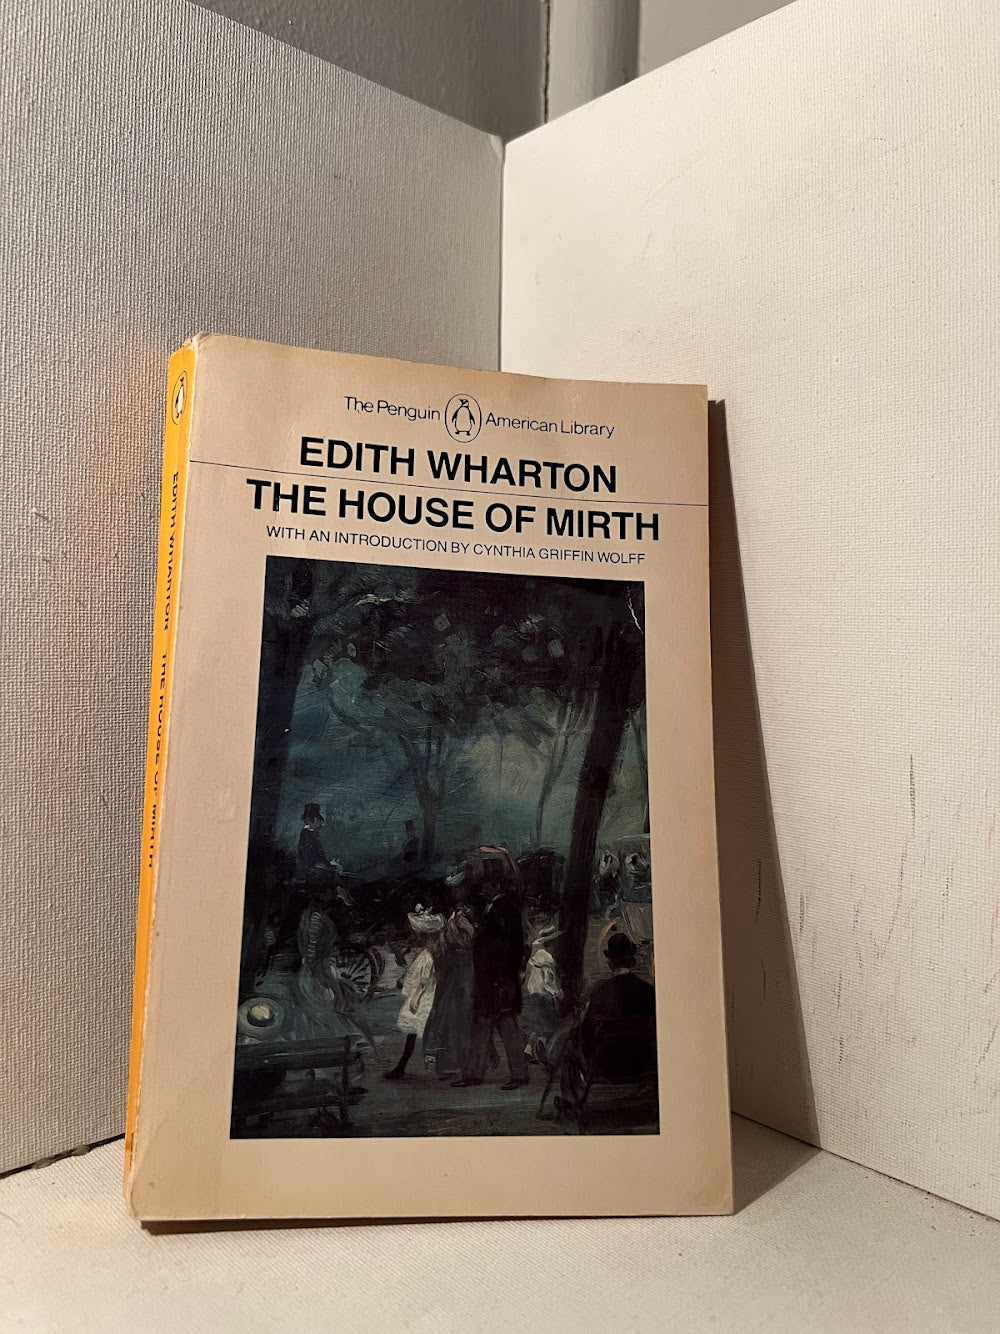 The Penguin American Library
EDITH WHARTON
THE HOUSE OF MIRTH
WITH AN INTRODUCTION BY CYNTHIA GRIFFIN WOLFF
EDITH WHARTON THE HOUSE OF MIRTH